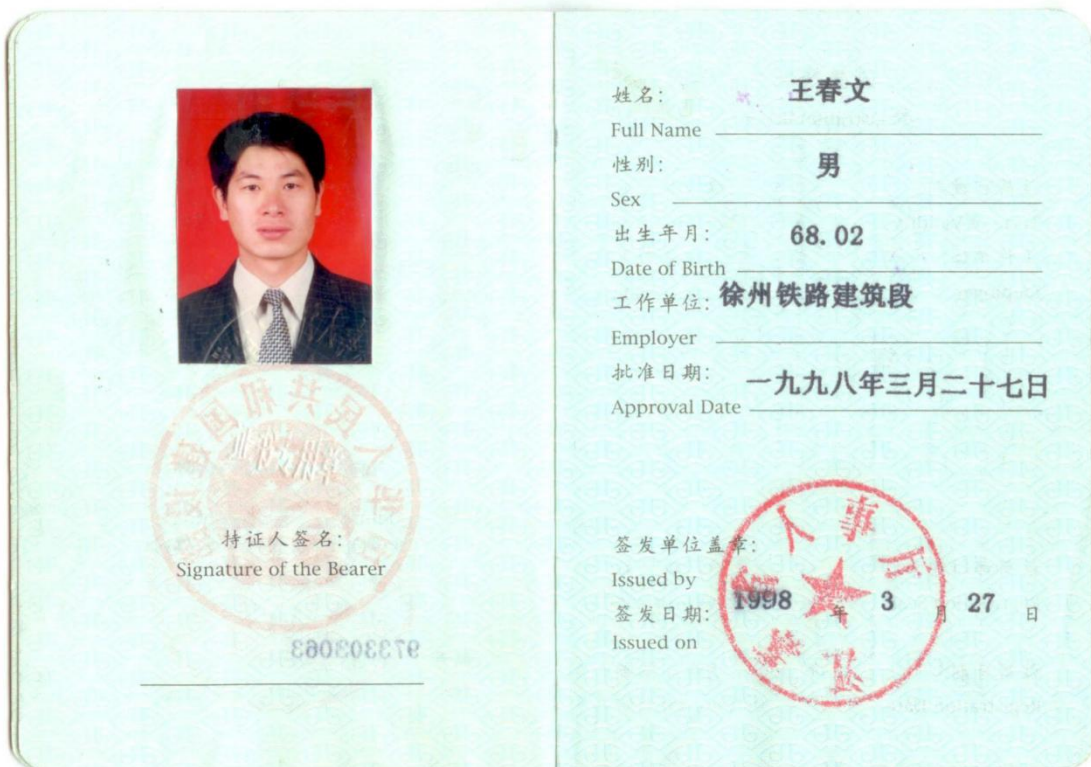 持证人签名:
Signature of the Bearer
973303063
姓名: 王春文
Full Name
性别: 男
Sex
出生年月: 68.02
Date of Birth
工作单位: 徐州铁路建筑段
Employer
批准日期: 一九九八年三月二十七日
Approval Date
签发单位盖章:
Issued by
签发日期: 1998 年 3 月 27 日
Issued on
人事厅